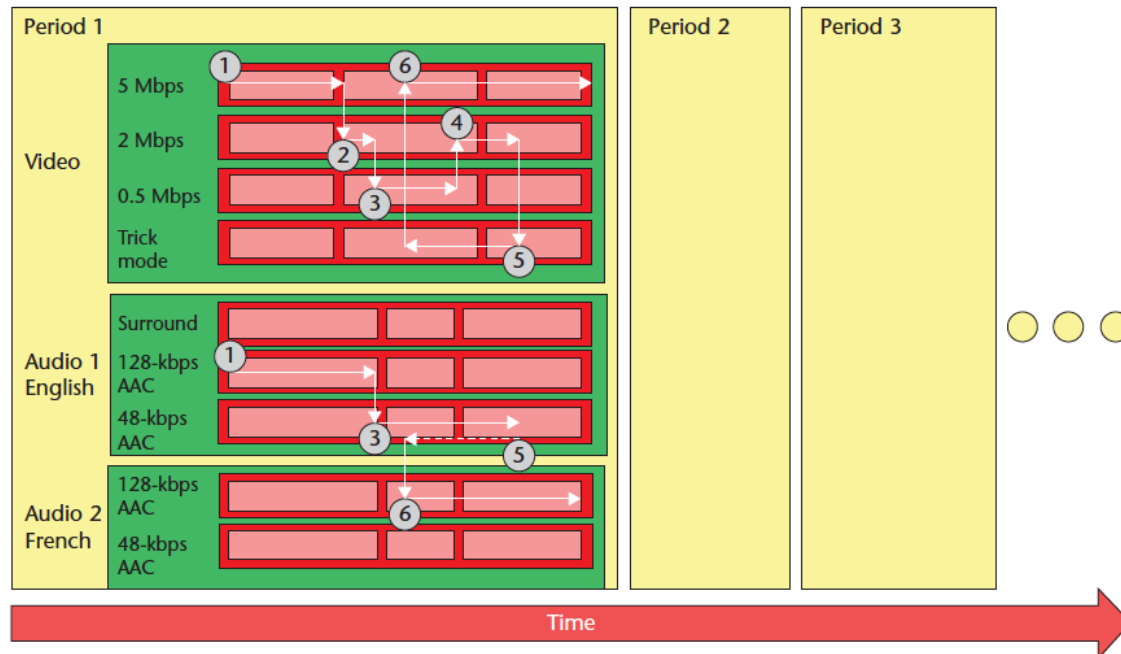 Period 1
Period 2
Period 3
1
6
5 Mbps
4
2 Mbps
2
Video
0.5 Mbps
3
Trick
mode
5
Surround
1
Audio 1
English
128-kbps
AAC
48-kbps
AAC
3
5
128-kbps
AAC
Audio 2
French
6
48-kbps
AAC
Time